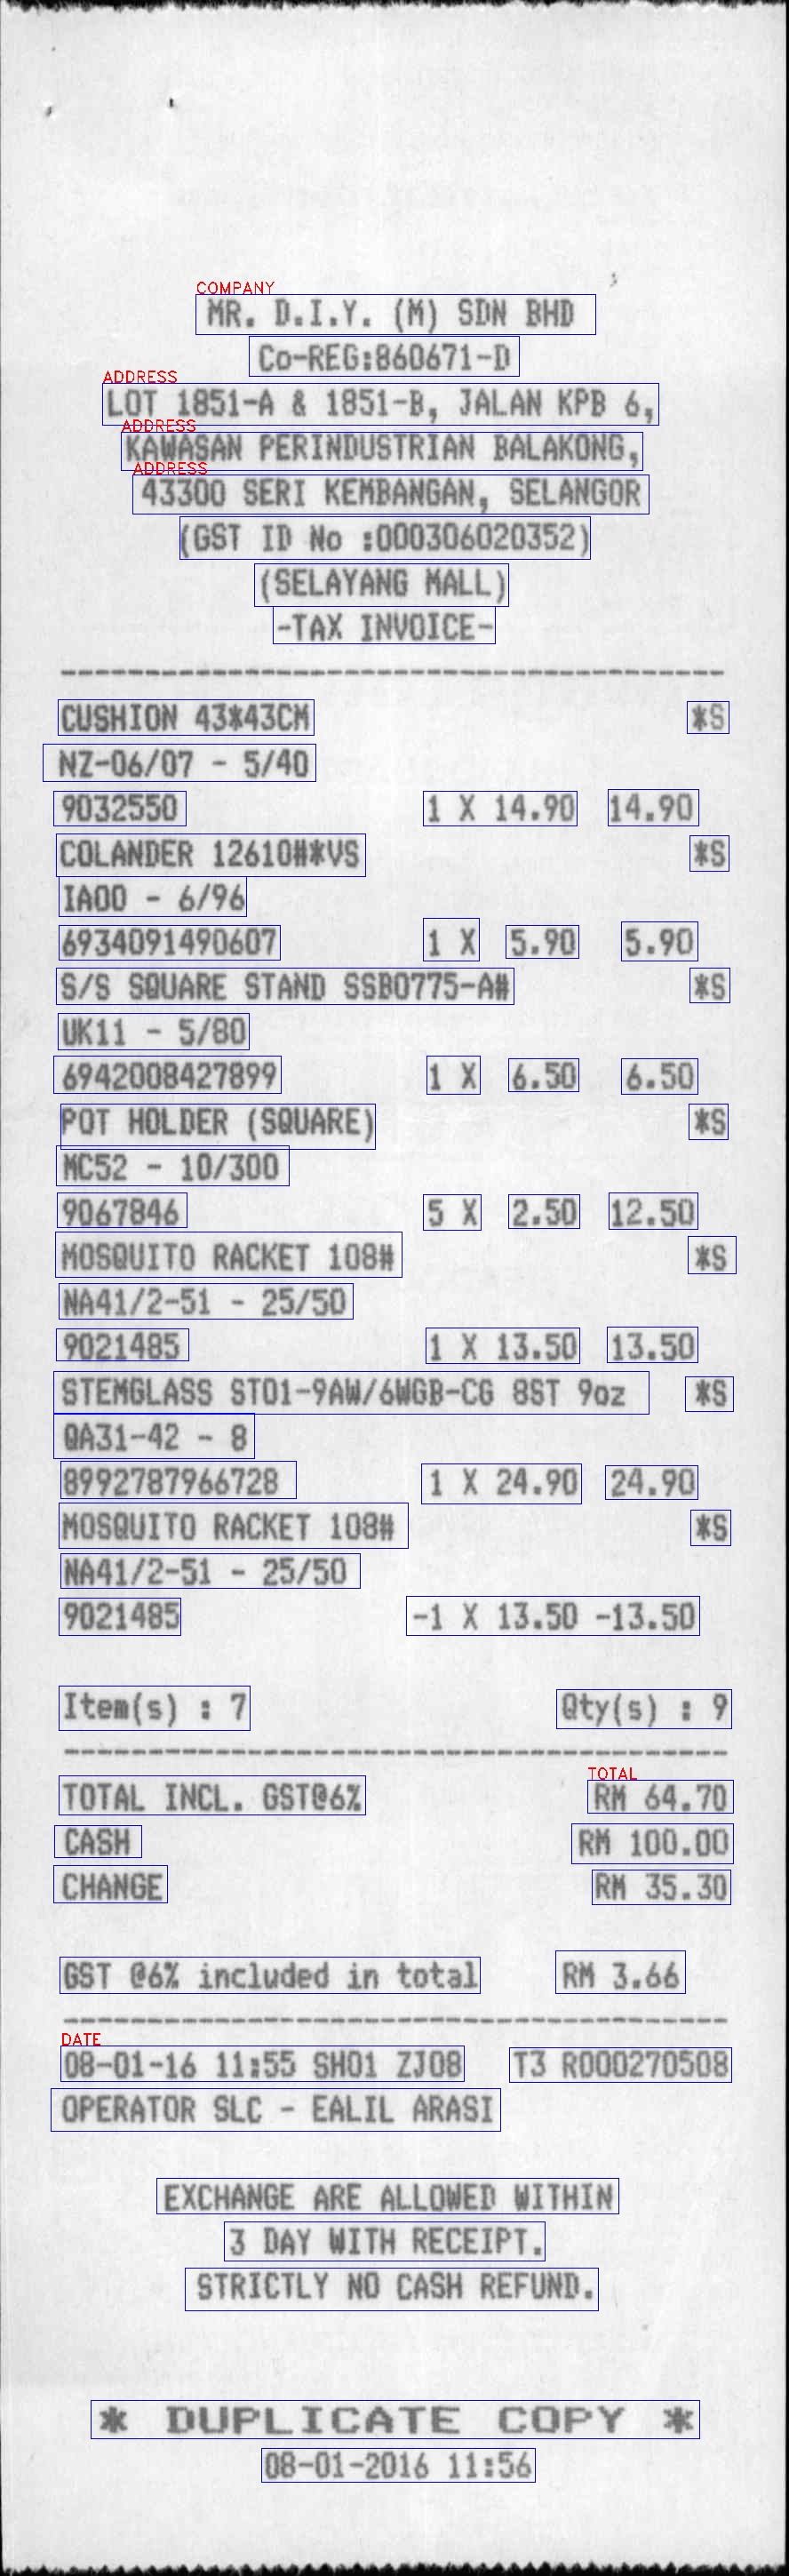 COMPANY
MR. D.I.Y. (M) SDN BHD
Co-REG:860671-D
ADDRESS
LOT 1851-A & 1851-B, JALAN KPB 6,
ADDRESS
KAWASAN PERINDUSTRIAN BALAKONG,
ADDRESS
43300 SERI KEMBANGAN, SELANGOR
(GST ID No :000306020352)
(SELAYANG MALL)
-TAX INVOICE-
CUSHION 43*43CM *S
NZ-06/07 - 5/40
9032550 1 X 14.90 14.90
COLANDER 12610#*VS *S
IA00 - 6/96
6934091490607 1 X 5.90 5.90
S/S SQUARE STAND SSB0775-A# *S
UK11 - 5/80
6942008427899 1 X 6.50 6.50
POT HOLDER (SQUARE) *S
MC52 - 10/300
9067846 5 X 2.50 12.50
MOSQUITO RACKET 108# *S
NA41/2-51 - 25/50
9021485 1 X 13.50 13.50
STEMGLASS ST01-9AW/6WGB-CG 8ST 9oz *S
QA31-42 - 8
8992787966728 1 X 24.90 24.90
MOSQUITO RACKET 108# *S
NA41/2-51 - 25/50
9021485 -1 X 13.50 -13.50
Item(s) : 7 Qty(s) : 9
TOTAL
TOTAL INCL. GST@6% RM 64.70
CASH RM 100.00
CHANGE RM 35.30
GST @6% included in total RM 3.66
DATE
08-01-16 11:55 SH01 ZJ08 T3 R000270508
OPERATOR SLC - EALIL ARASI
EXCHANGE ARE ALLOWED WITHIN
3 DAY WITH RECEIPT.
STRICTLY NO CASH REFUND.
* DUPLICATE COPY *
08-01-2016 11:56